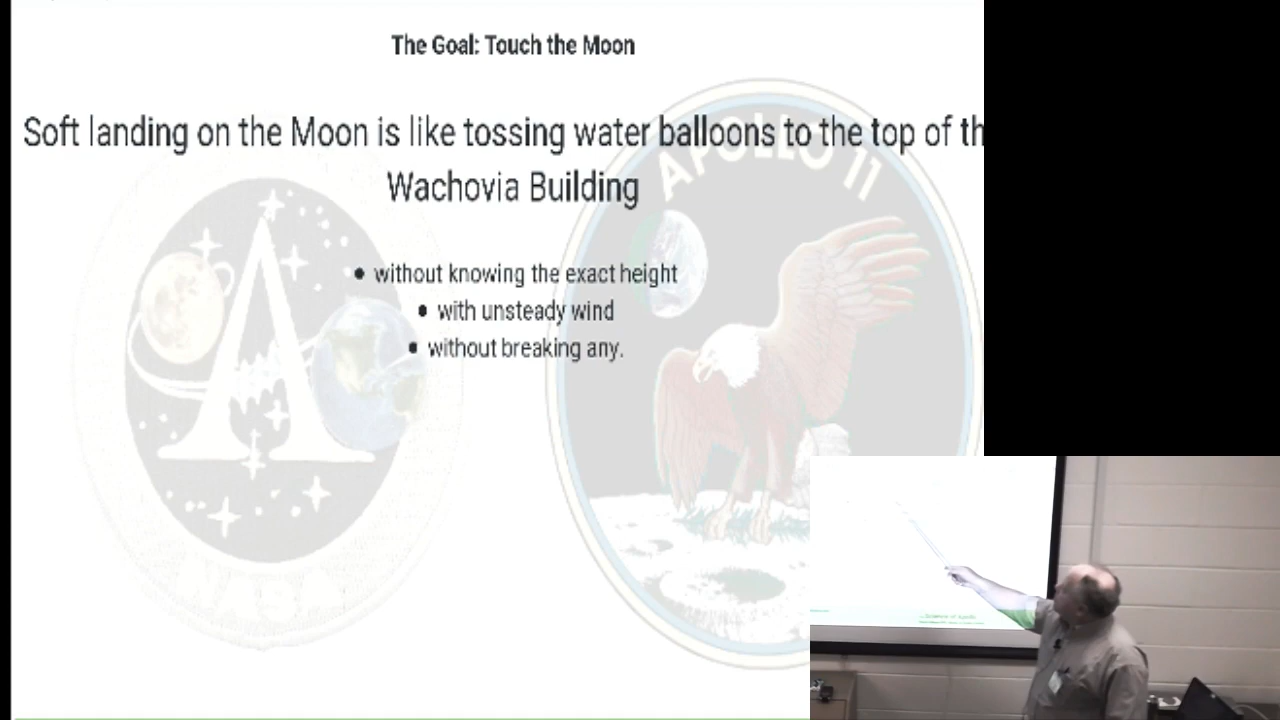 The Goal: Touch the Moon
Soft landing on the Moon is like tossing water balloons to the top of th
Wachovia Building
• without knowing the exact height
• with unsteady wind
• without breaking any.
APOLLO 11
NASA